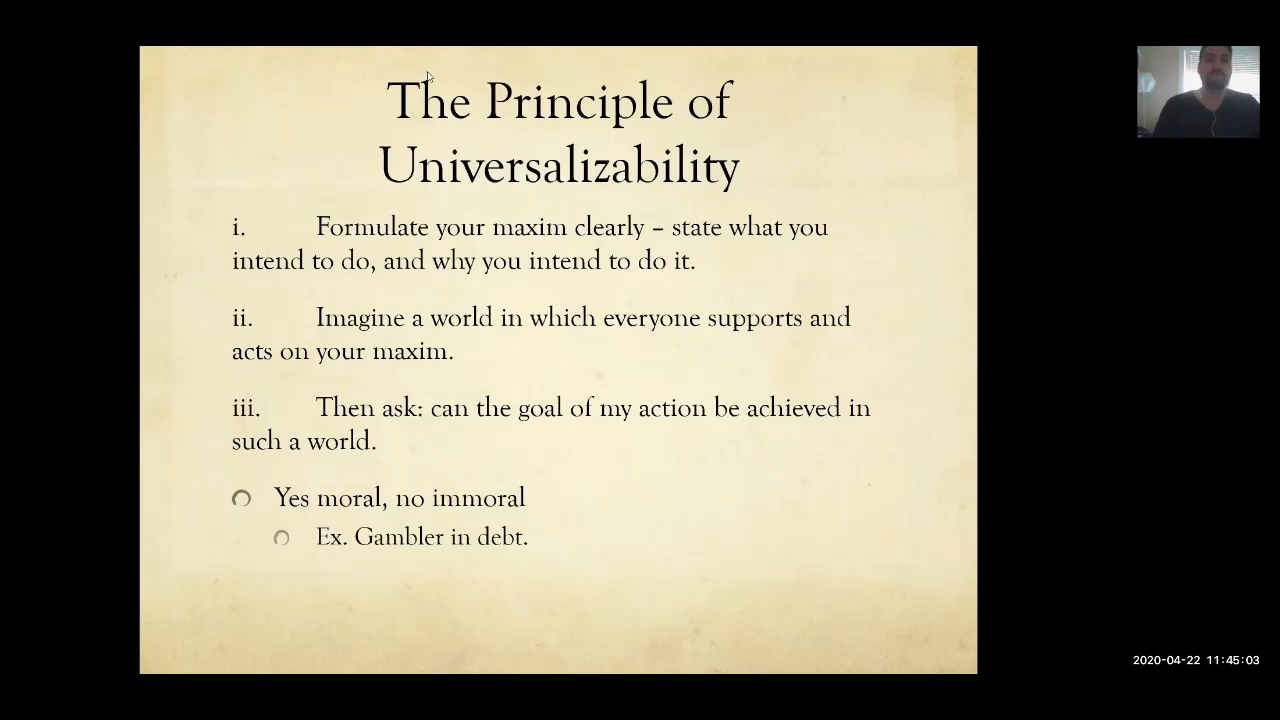 The Principle of
Universalizability
i. Formulate your maxim clearly – state what you
intend to do, and why you intend to do it.
ii. Imagine a world in which everyone supports and
acts on your maxim.
iii. Then ask: can the goal of my action be achieved in
such a world.
Yes moral, no immoral
Ex. Gambler in debt.
2020-04-22 11:45:03